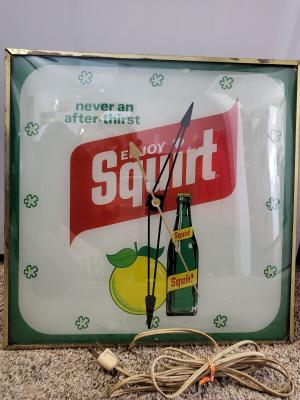 never an
after-thirst
ENJOY
Squirt
Squirt
Squirt